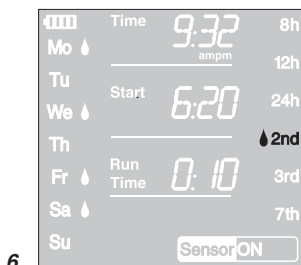 Time 9:32 8h
Mo ampm 12h
Tu
Start 6:20 24h
We
Th 2nd
Fr Run Time 0:10 3rd
Sa 7th
Su Sensor ON
6